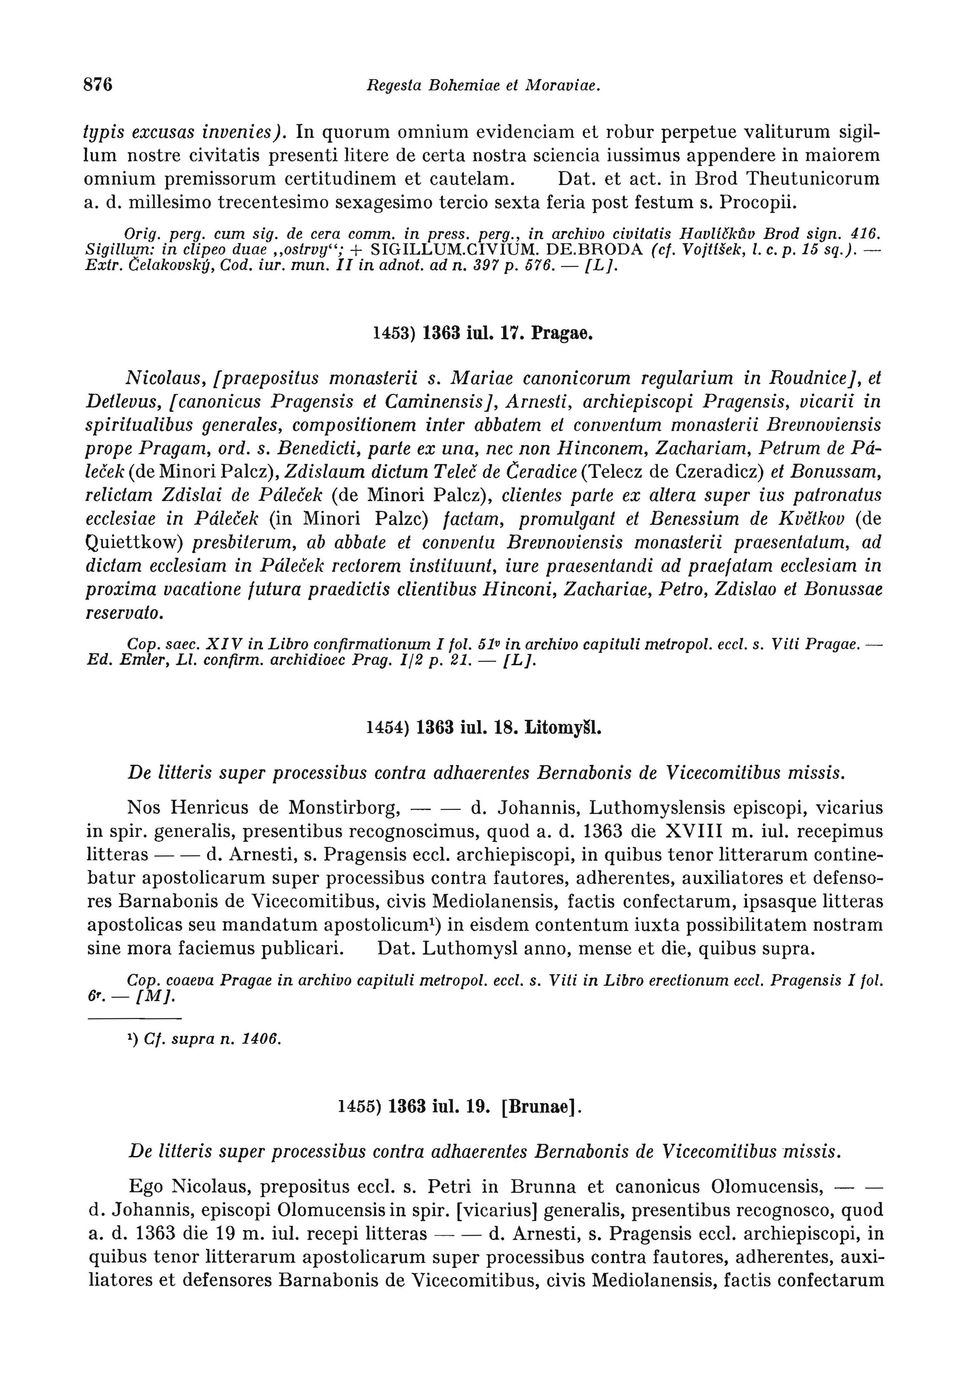 876 Regesta Bohemiae et Moraviae.
typis excusas invenies). In quorum omnium evidenciam et robur perpetue valiturum sigil-
lum nostre civitatis presenti litere de certa nostra sciencia iussimus appendere in maiorem
omnium premissorum certitudinem et cautelam. Dat. et act. in Brod Theutunicorum
a. d. millesimo trecentesimo sexagesimo tercio sexta feria post festum s. Procopii.
Orig. perg. cum sig. de cera comm. in press. perg., in archivo civitatis Havlíčkův Brod sign. 416.
Sigillum: in clipeo duae „ostrvy“; + SIGILLUM.CIVIUM. DE.BRODA (cf. Vojtíšek, l. c. p. 15 sq.). —
Extr. Čelakovský, Cod. iur. mun. II in adnot. ad n. 397 p. 576. — [L].
1453) 1363 iul. 17. Pragae.
Nicolaus, [praepositus monasterii s. Mariae canonicorum regularium in Roudnice], et
Detlevus, [canonicus Pragensis et Caminensis], Arnesti, archiepiscopi Pragensis, vicarii in
spiritualibus generales, compositionem inter abbatem et conventum monasterii Brevnoviensis
prope Pragam, ord. s. Benedicti, parte ex una, nec non Hinconem, Zachariam, Petrum de Pá-
leček (de Minori Palcz), Zdislaum dictum Teleč de Čeradice (Telecz de Czeradicz) et Bonussam,
relictam Zdislai de Páleček (de Minori Palcz), clientes parte ex altera super ius patronatus
ecclesiae in Páleček (in Minori Palzc) factam, promulgant et Benessium de Květkov (de
Quiettkow) presbiterum, ab abbate et conventu Brevnoviensis monasterii praesentatum, ad
dictam ecclesiam in Páleček rectorem instituunt, iure praesentandi ad praefatam ecclesiam in
proxima vacatione futura praedictis clientibus Hinconi, Zachariae, Petro, Zdislao et Bonussae
reservato.
Cop. saec. XIV in Libro confirmationum I fol. 51ᵛ in archivo capituli metropol. eccl. s. Viti Pragae. —
Ed. Emler, Ll. confirm. archidioec Prag. I/2 p. 21. — [L].
1454) 1363 iul. 18. Litomyšl.
De litteris super processibus contra adhaerentes Bernabonis de Vicecomitibus missis.
Nos Henricus de Monstirborg, — — d. Johannis, Luthomyslensis episcopi, vicarius
in spir. generalis, presentibus recognoscimus, quod a. d. 1363 die XVIII m. iul. recepimus
litteras — — d. Arnesti, s. Pragensis eccl. archiepiscopi, in quibus tenor litterarum contine-
batur apostolicarum super processibus contra fautores, adherentes, auxiliatores et defenso-
res Barnabonis de Vicecomitibus, civis Mediolanensis, factis confectarum, ipsasque litteras
apostolicas seu mandatum apostolicum¹) in eisdem contentum iuxta possibilitatem nostram
sine mora faciemus publicari. Dat. Luthomysl anno, mense et die, quibus supra.
Cop. coaeva Pragae in archivo capituli metropol. eccl. s. Viti in Libro erectionum eccl. Pragensis I fol.
6ʳ. — [M].
¹) Cf. supra n. 1406.
1455) 1363 iul. 19. [Brunae].
De litteris super processibus contra adhaerentes Bernabonis de Vicecomitibus missis.
Ego Nicolaus, prepositus eccl. s. Petri in Brunna et canonicus Olomucensis, — —
d. Johannis, episcopi Olomucensis in spir. [vicarius] generalis, presentibus recognosco, quod
a. d. 1363 die 19 m. iul. recepi litteras — — d. Arnesti, s. Pragensis eccl. archiepiscopi, in
quibus tenor litterarum apostolicarum super processibus contra fautores, adherentes, auxi-
liatores et defensores Barnabonis de Vicecomitibus, civis Mediolanensis, factis confectarum